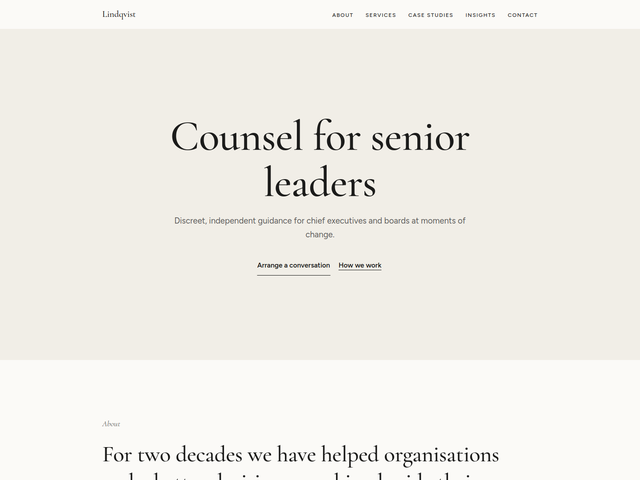 Lindqvist
ABOUT SERVICES CASE STUDIES INSIGHTS CONTACT
Counsel for senior
leaders
Discreet, independent guidance for chief executives and boards at moments of
change.
Arrange a conversation How we work
About
For two decades we have helped organisations